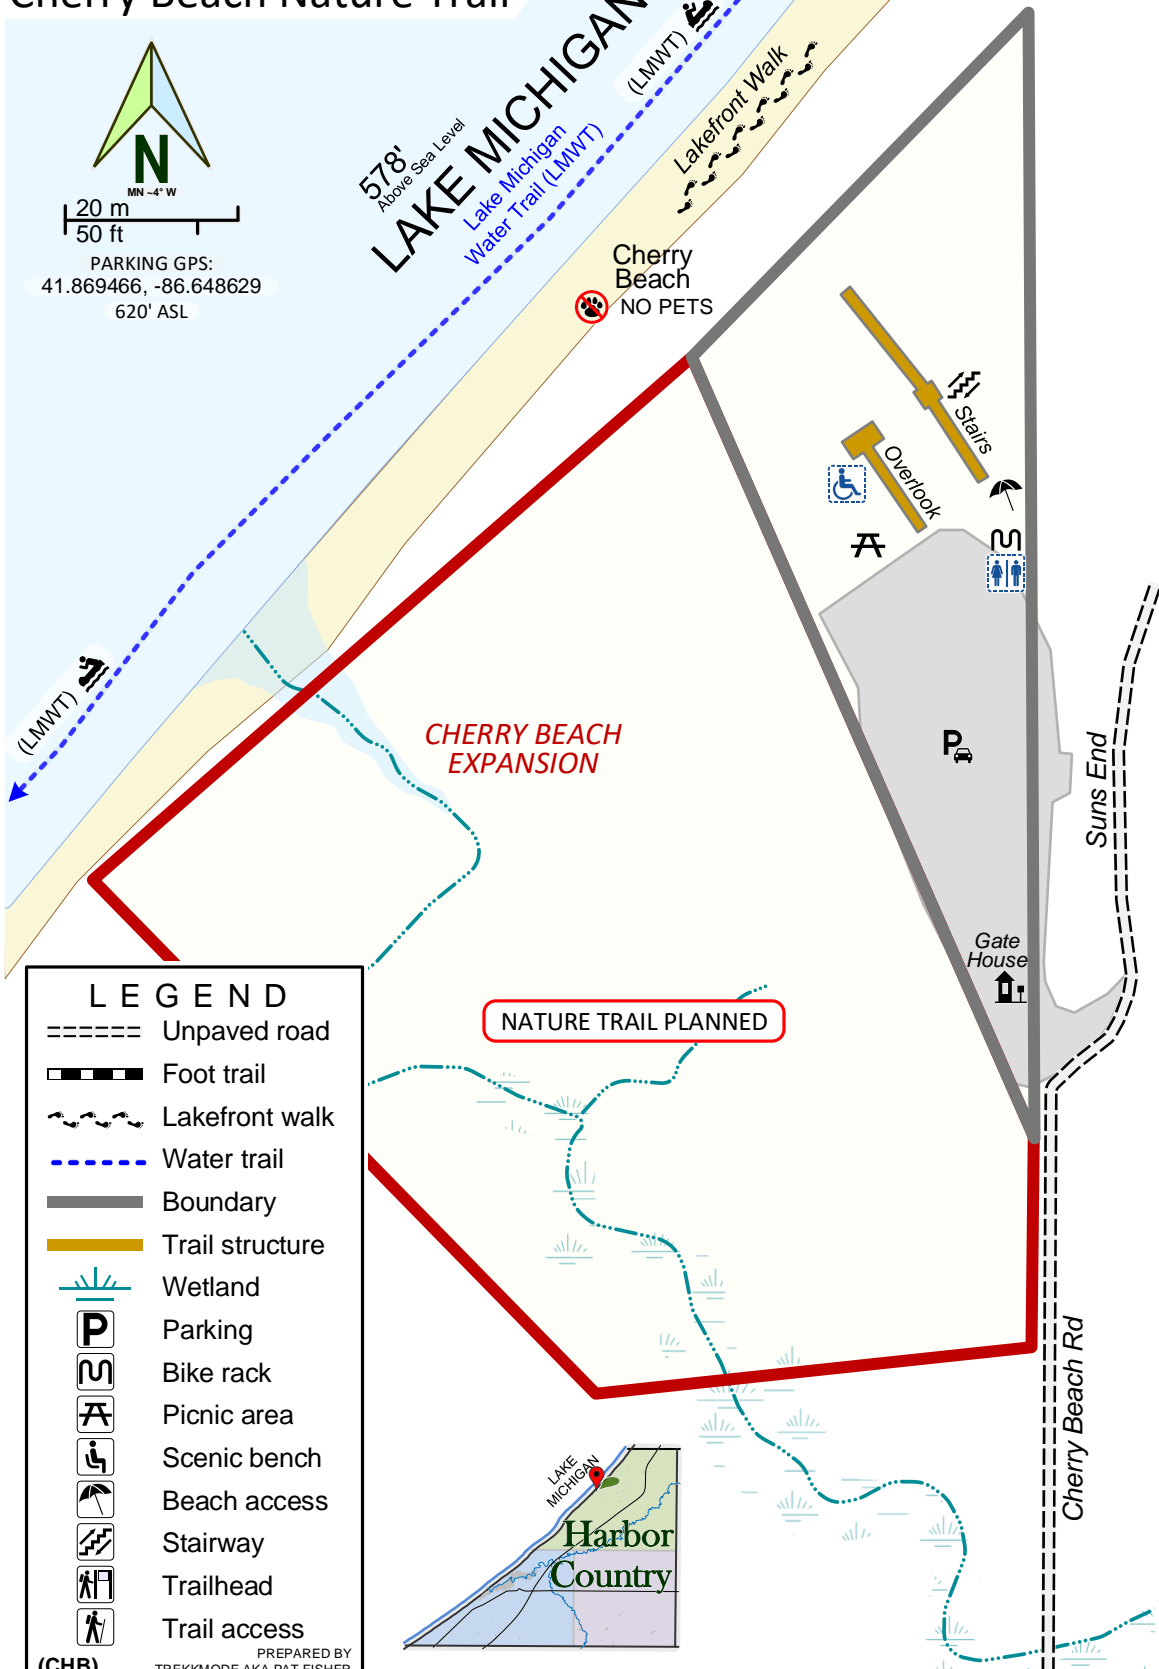 Cherry Beach Nature Trail
N
MN ~4° W
20 m
50 ft
PARKING GPS:
41.869466, -86.648629
620' ASL
578'
Above Sea Level
LAKE MICHIGAN
Lake Michigan
Water Trail (LMWT)
(LMWT)
Lakefront Walk
Cherry
Beach
NO PETS
Stairs
Overlook
(LMWT)
CHERRY BEACH
EXPANSION
P
Suns End
Gate
House
NATURE TRAIL PLANNED
Cherry Beach Rd
LEGEND
Unpaved road
Foot trail
Lakefront walk
Water trail
Boundary
Trail structure
Wetland
P Parking
Bike rack
Picnic area
Scenic bench
Beach access
Stairway
Trailhead
Trail access
(CHB)
PREPARED BY
TREKKMODE AKA PAT FISHER
LAKE
MICHIGAN
Harbor
Country